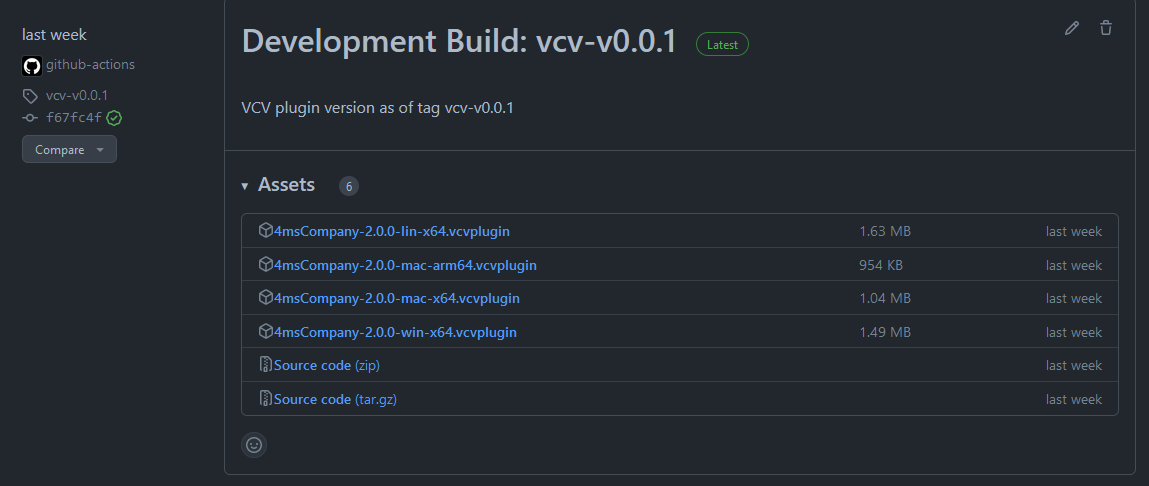 last week
github-actions
vcv-v0.0.1
f67fc4f
Compare
Development Build: vcv-v0.0.1 Latest
VCV plugin version as of tag vcv-v0.0.1
Assets 6
4msCompany-2.0.0-lin-x64.vcvplugin 1.63 MB last week
4msCompany-2.0.0-mac-arm64.vcvplugin 954 KB last week
4msCompany-2.0.0-mac-x64.vcvplugin 1.04 MB last week
4msCompany-2.0.0-win-x64.vcvplugin 1.49 MB last week
Source code (zip) last week
Source code (tar.gz) last week